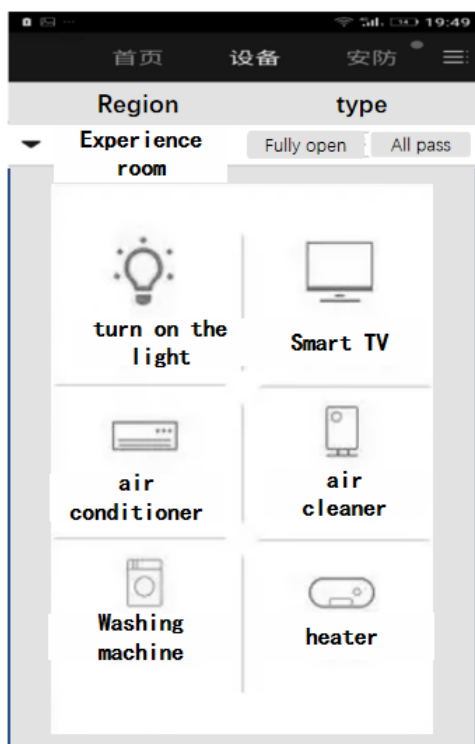 19:49
首页 设备 安防
Region type
Experience
room
Fully open All pass
turn on the
light
Smart TV
air
conditioner
air
cleaner
Washing
machine
heater